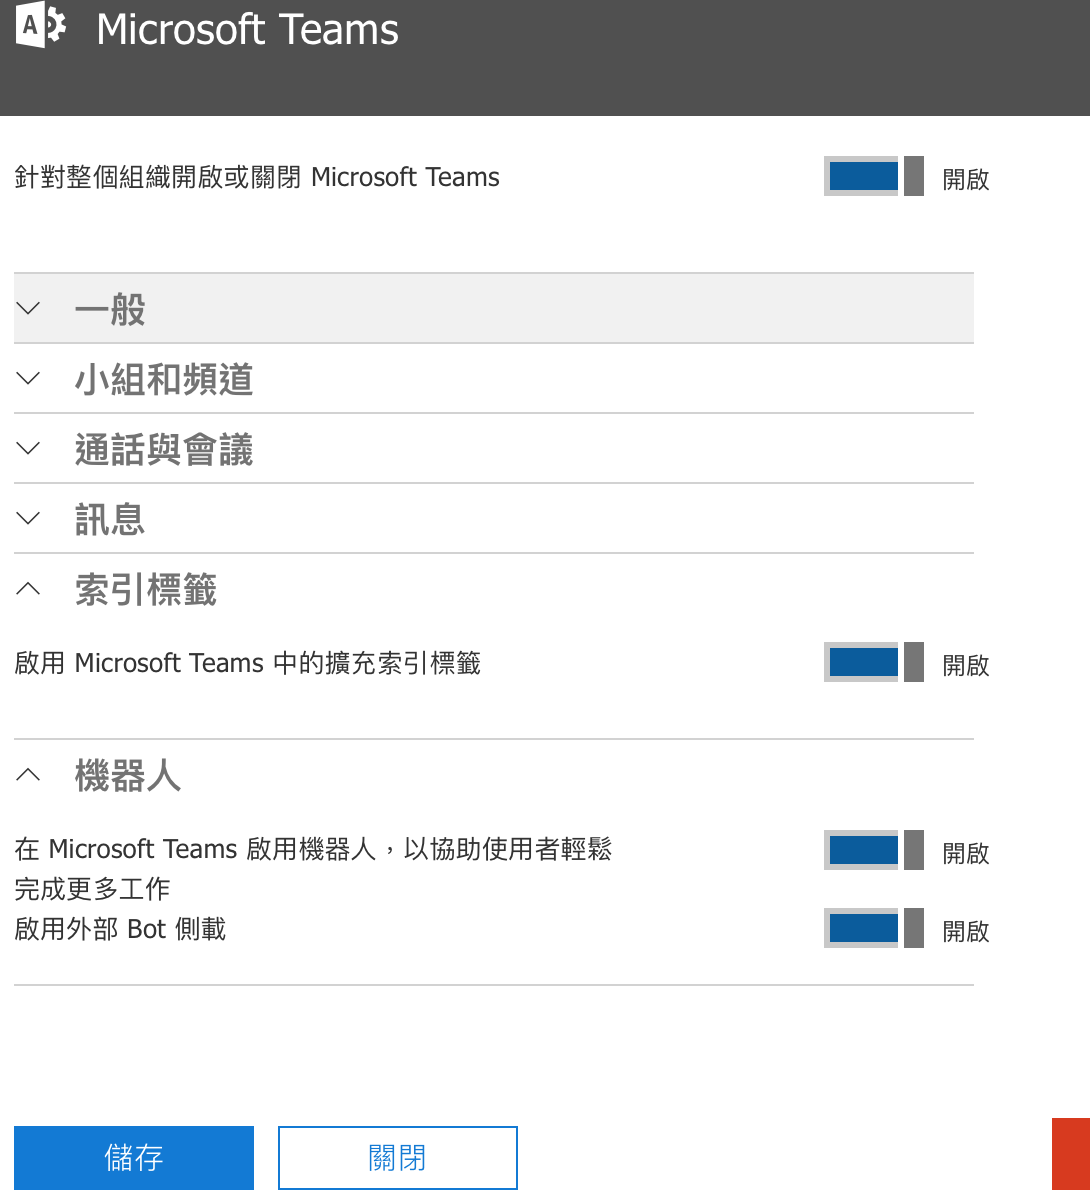 Microsoft Teams
針對整個組織開啟或關閉 Microsoft Teams
開啟
一般
小組和頻道
通話與會議
訊息
索引標籤
啟用 Microsoft Teams 中的擴充索引標籤
開啟
機器人
在 Microsoft Teams 啟用機器人，以協助使用者輕鬆
完成更多工作
開啟
啟用外部 Bot 側載
開啟
儲存
關閉